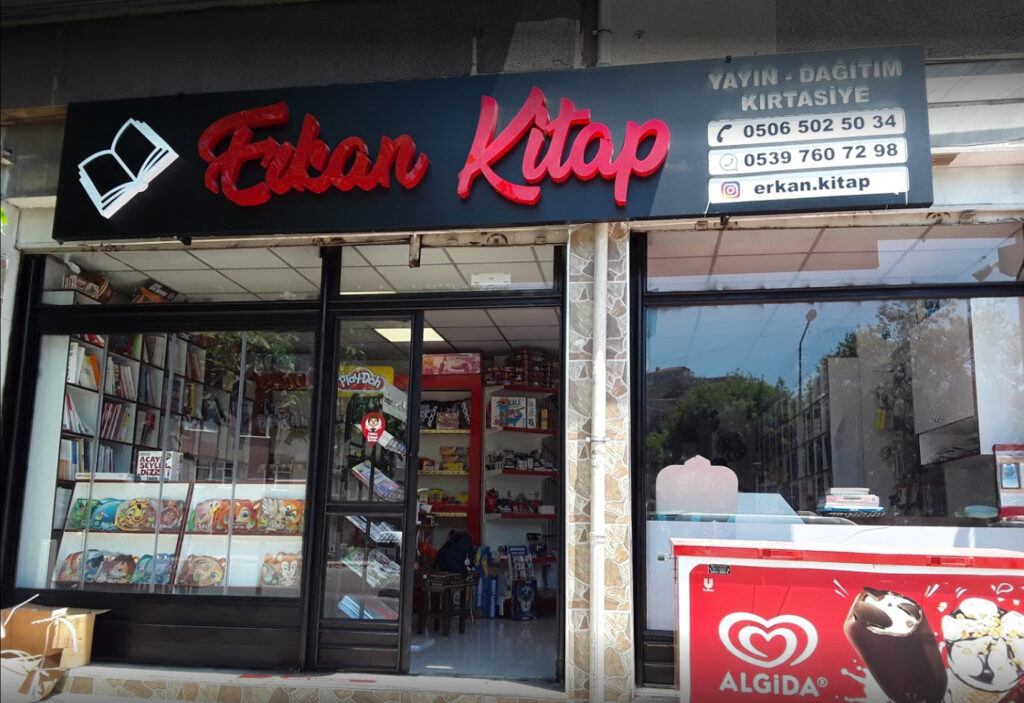 Erkan Kitap
YAYIN - DAĞITIM
KIRTASİYE
0506 502 50 34
0539 760 72 98
erkan.kitap
Play-Doh
ALGiDA®